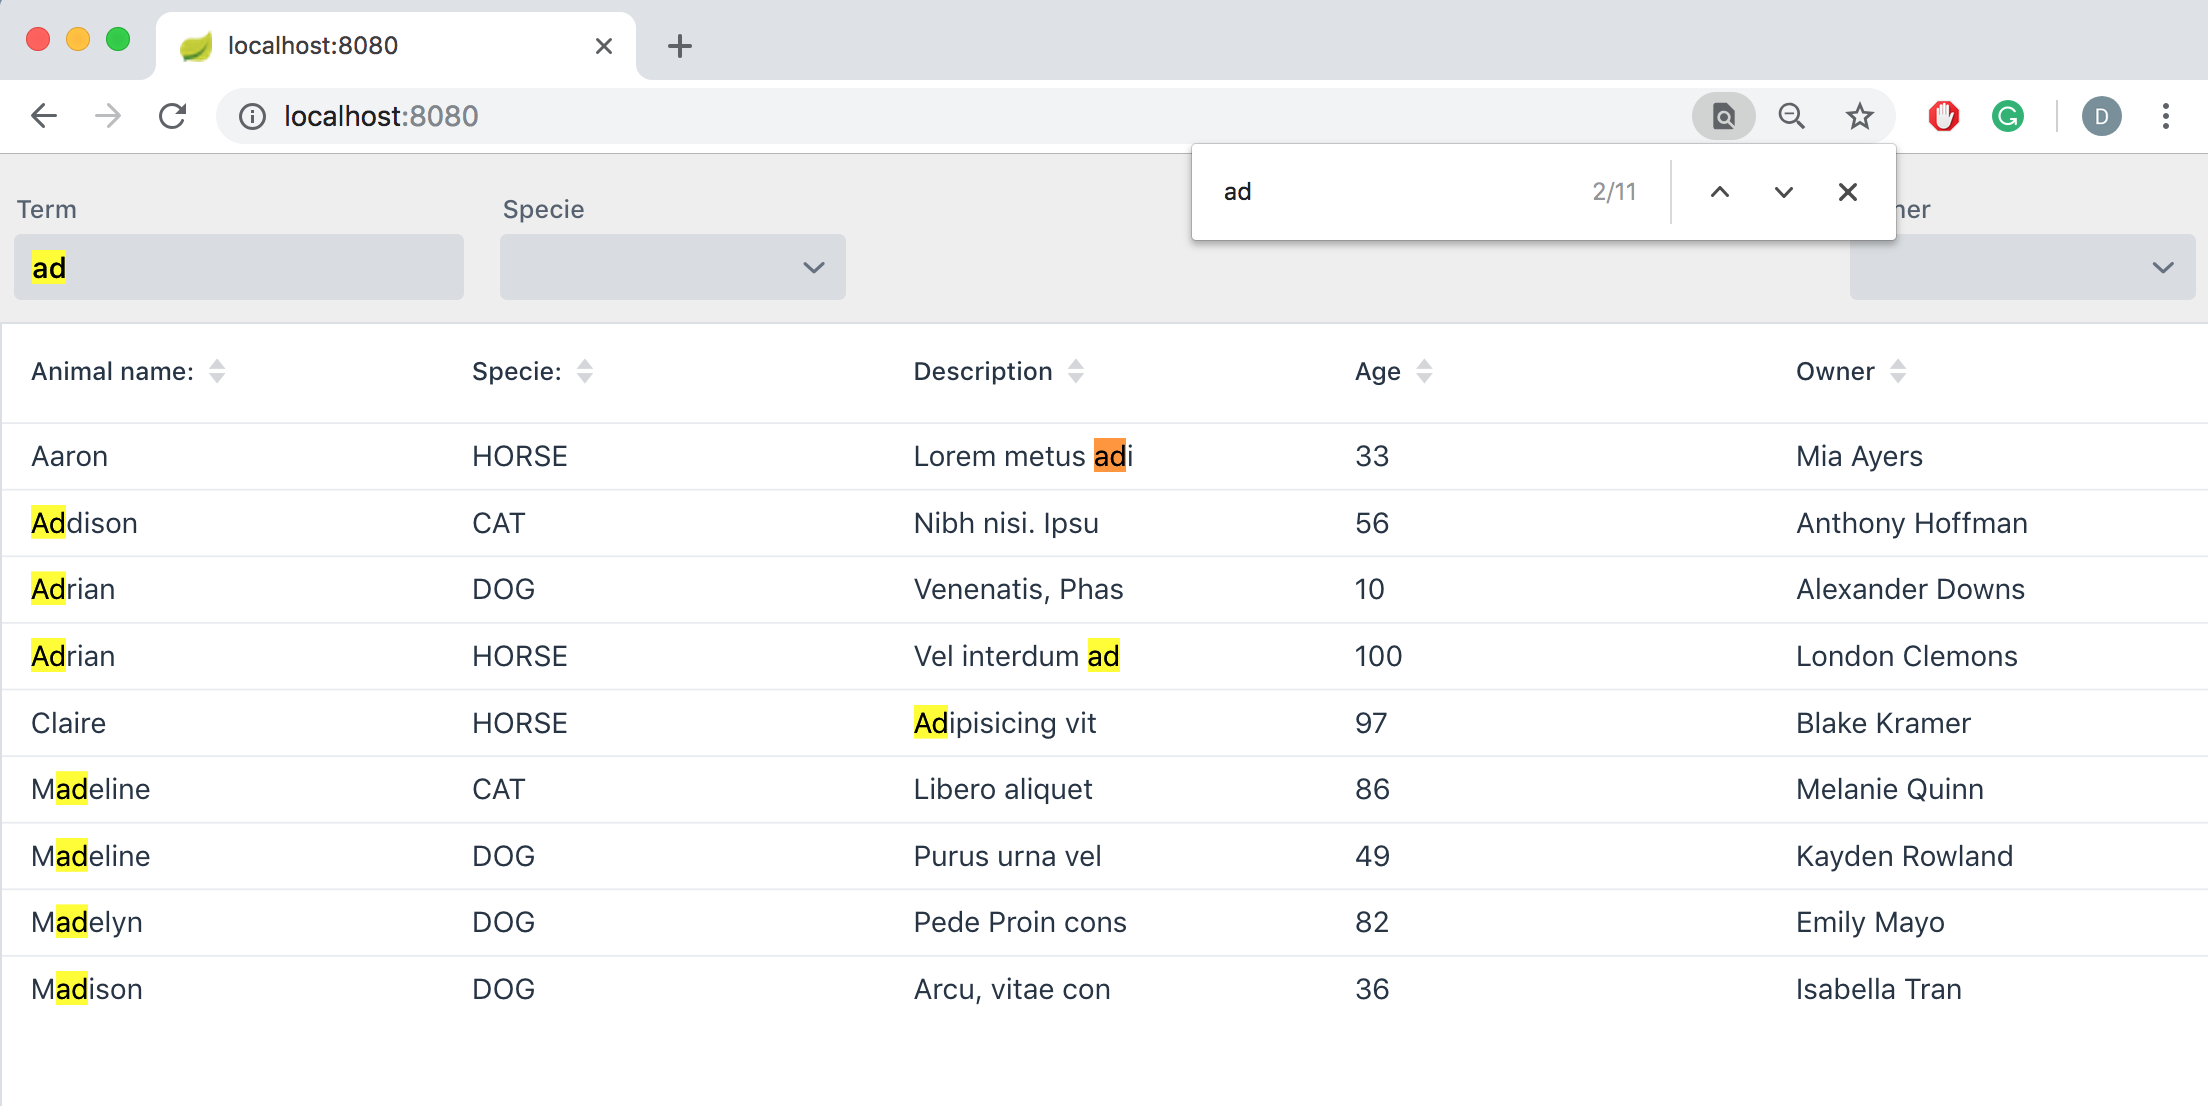 localhost:8080
localhost:8080
D
ad 2/11
Term Specie ner
ad
Animal name: Specie: Description Age Owner
Aaron HORSE Lorem metus adi 33 Mia Ayers
Addison CAT Nibh nisi. Ipsu 56 Anthony Hoffman
Adrian DOG Venenatis, Phas 10 Alexander Downs
Adrian HORSE Vel interdum ad 100 London Clemons
Claire HORSE Adipisicing vit 97 Blake Kramer
Madeline CAT Libero aliquet 86 Melanie Quinn
Madeline DOG Purus urna vel 49 Kayden Rowland
Madelyn DOG Pede Proin cons 82 Emily Mayo
Madison DOG Arcu, vitae con 36 Isabella Tran